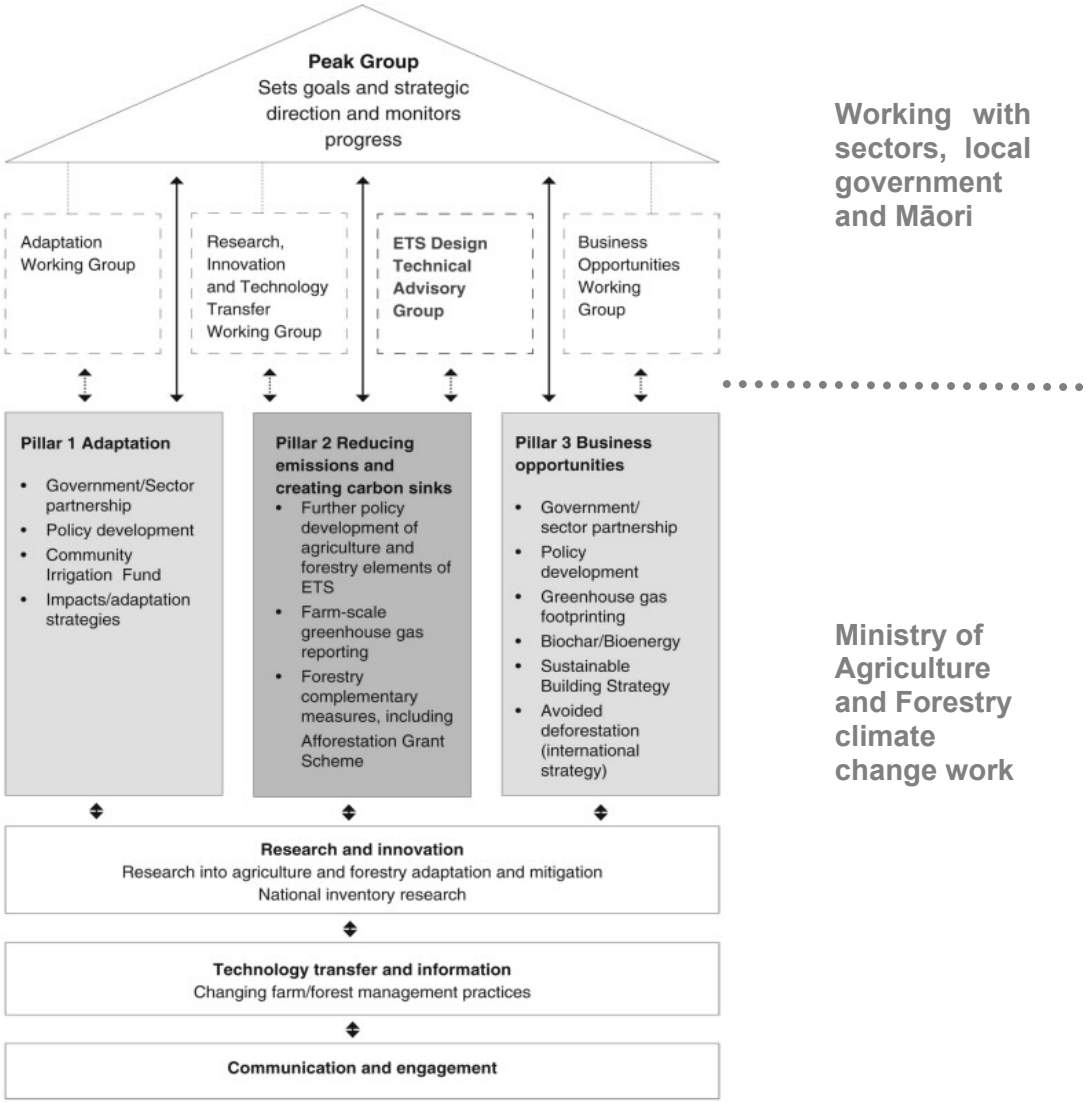 Peak Group
Sets goals and strategic
direction and monitors
progress
Working with
sectors, local
government
and Māori
Adaptation
Working Group
Research,
Innovation
and Technology
Transfer
Working Group
ETS Design
Technical
Advisory
Group
Business
Opportunities
Working
Group
Pillar 1 Adaptation
• Government/Sector
partnership
• Policy development
• Community
Irrigation Fund
• Impacts/adaptation
strategies
Pillar 2 Reducing
emissions and
creating carbon sinks
• Further policy
development of
agriculture and
forestry elements of
ETS
• Farm-scale
greenhouse gas
reporting
• Forestry
complementary
measures, including
Afforestation Grant
Scheme
Pillar 3 Business
opportunities
• Government/
sector partnership
• Policy
development
• Greenhouse gas
footprinting
• Biochar/Bioenergy
• Sustainable
Building Strategy
• Avoided
deforestation
(international
strategy)
Ministry of
Agriculture
and Forestry
climate
change work
Research and innovation
Research into agriculture and forestry adaptation and mitigation
National inventory research
Technology transfer and information
Changing farm/forest management practices
Communication and engagement